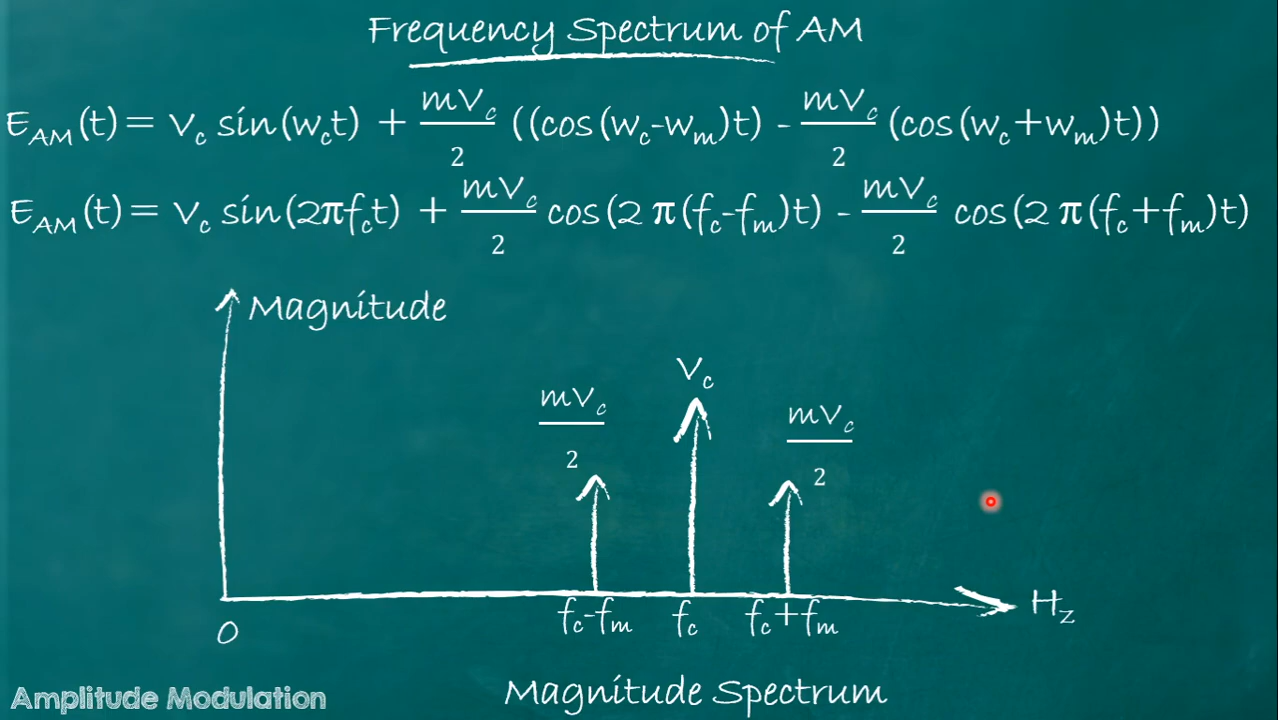 Frequency Spectrum of AM
E_AM(t) = V_c sin(w_ct) + mV_c/2 ((cos(w_c-w_m)t) - mV_c/2 (cos(w_c+w_m)t))
E_AM(t) = V_c sin(2πf_ct) + mV_c/2 cos(2π(f_c-f_m)t) - mV_c/2 cos(2π(f_c+f_m)t)
Magnitude
V_c
mV_c/2
mV_c/2
f_c-f_m f_c f_c+f_m Hz
0
Magnitude Spectrum
Amplitude Modulation